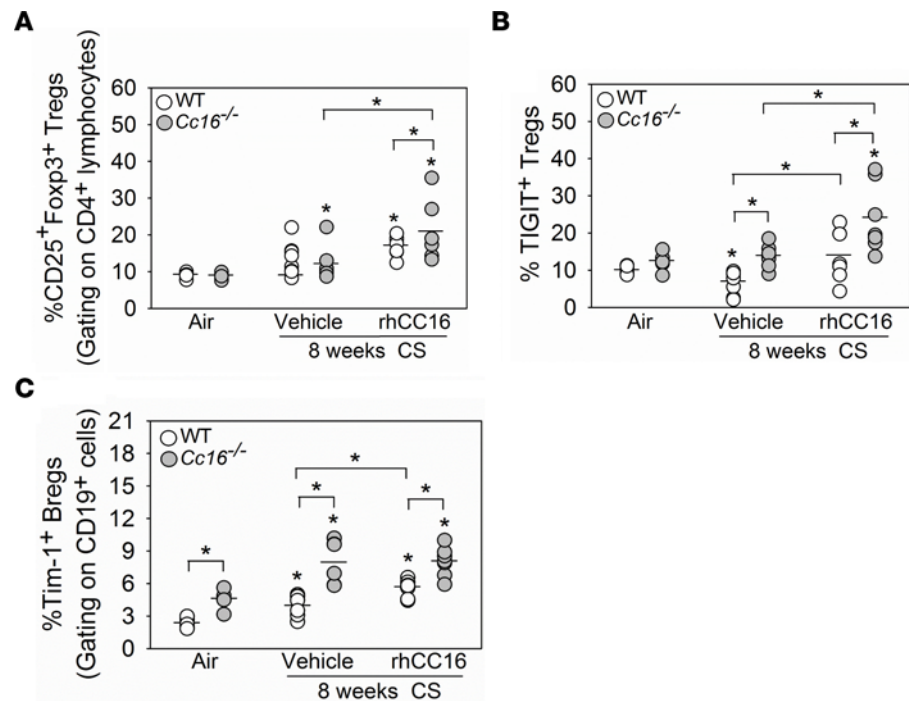 A
%CD25+Foxp3+ Tregs
(Gating on CD4+ lymphocytes)
60
50
40
30
20
10
0
WT
Cc16-/-
*
*
*
*
*
Air
Vehicle
rhCC16
8 weeks CS
B
% TIGIT+ Tregs
60
50
40
30
20
10
0
WT
Cc16-/-
*
*
*
*
*
*
Air
Vehicle
rhCC16
8 weeks CS
C
%Tim-1+ Bregs
(Gating on CD19+ cells)
21
18
15
12
9
6
3
0
WT
Cc16-/-
*
*
*
*
*
*
*
*
Air
Vehicle
rhCC16
8 weeks CS